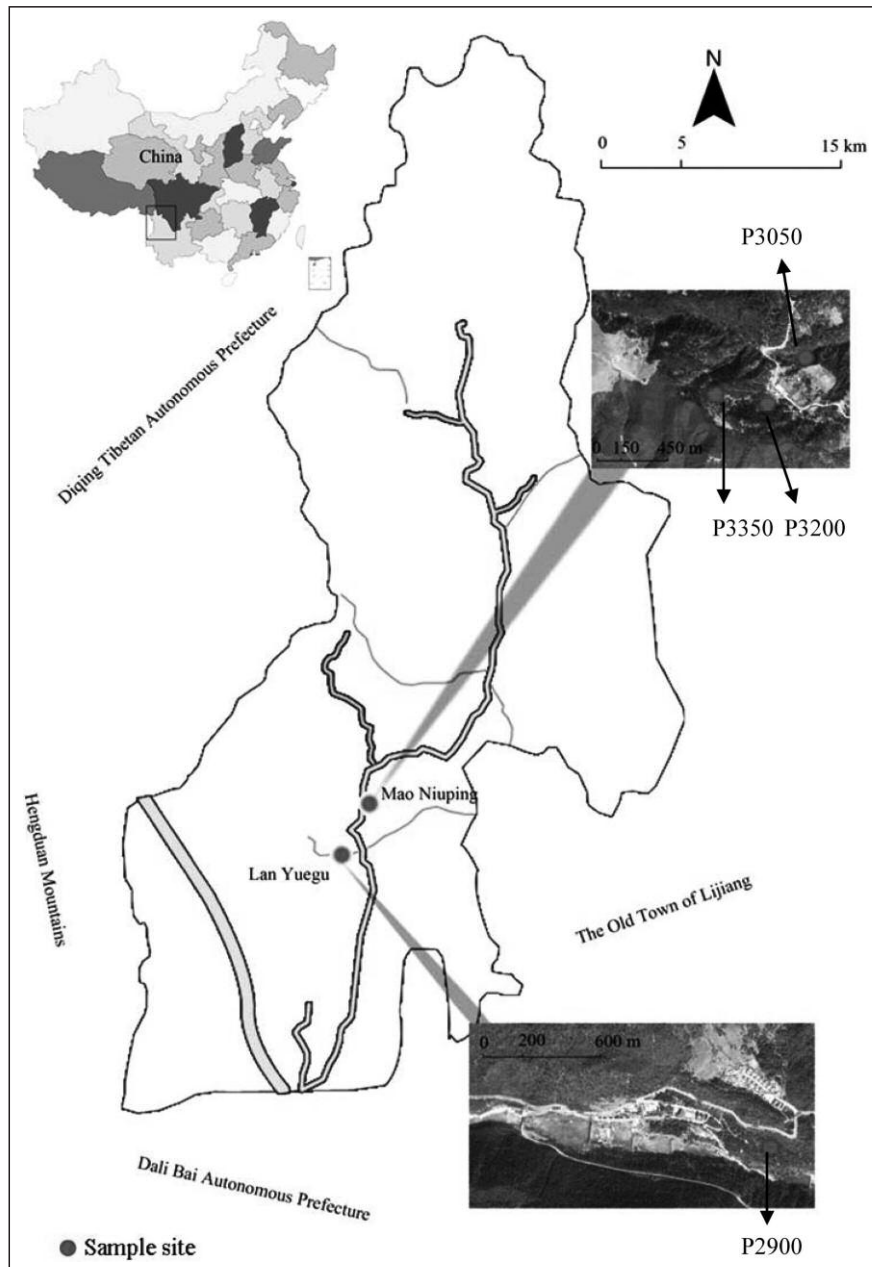 China
N
0 5 15 km
P3050
Diqing Tibetan Autonomous Prefecture
0 150 450 m
P3350 P3200
Mao Niuping
Lan Yuegu
Hengduan Mountains
The Old Town of Lijiang
0 200 600 m
Dali Bai Autonomous Prefecture
P2900
Sample site